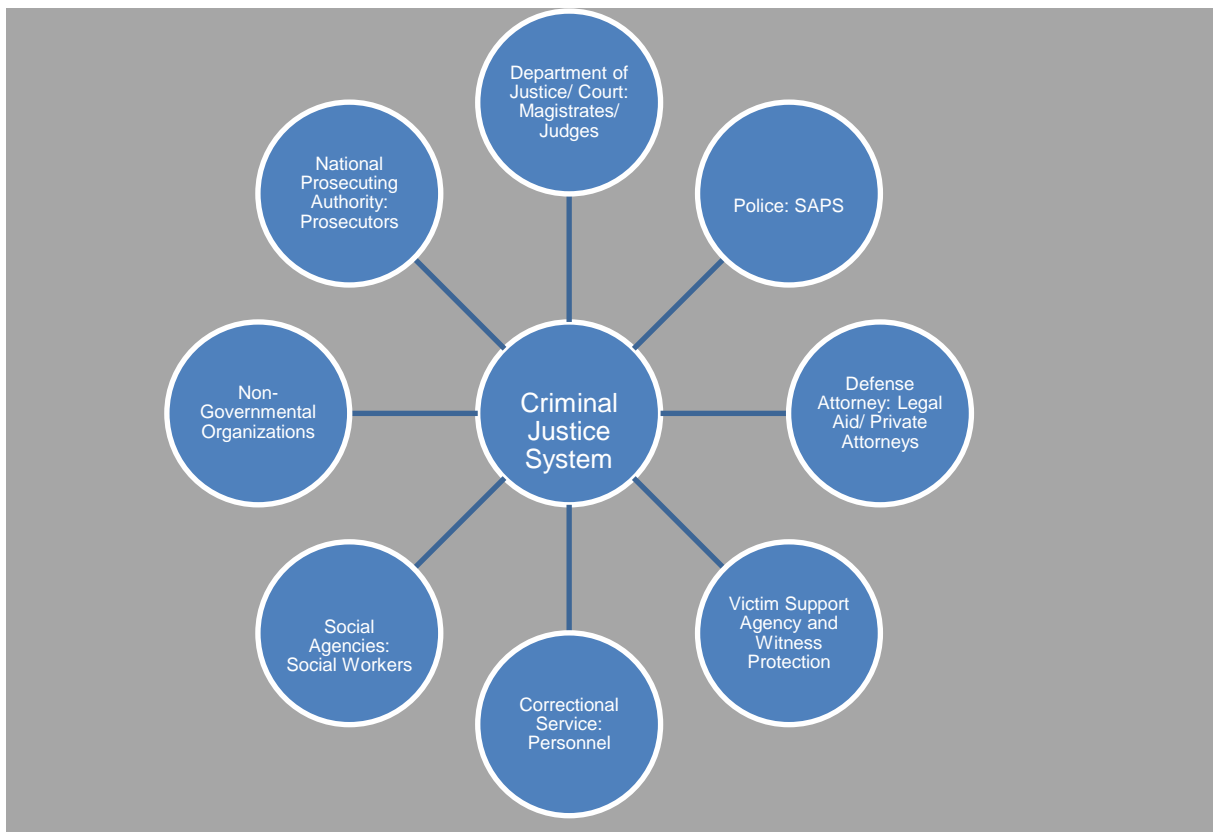 Department of
Justice/ Court:
Magistrates/
Judges
Police: SAPS
Defense
Attorney: Legal
Aid/ Private
Attorneys
Victim Support
Agency and
Witness
Protection
Correctional
Service:
Personnel
Social
Agencies:
Social Workers
Non-
Governmental
Organizations
National
Prosecuting
Authority:
Prosecutors
Criminal
Justice
System